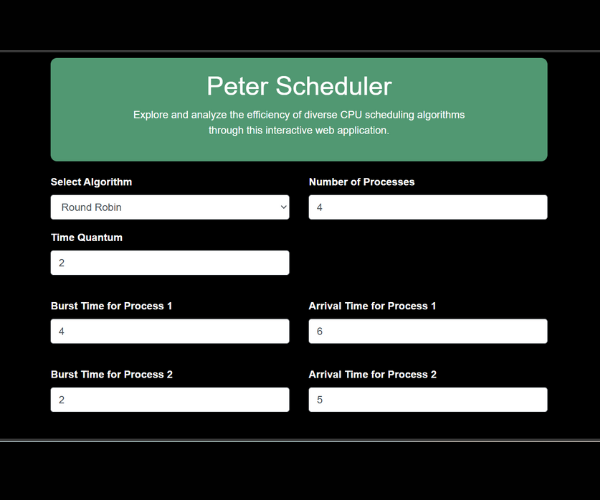 Peter Scheduler
Explore and analyze the efficiency of diverse CPU scheduling algorithms
through this interactive web application.
Select Algorithm
Number of Processes
Round Robin
4
Time Quantum
2
Burst Time for Process 1
Arrival Time for Process 1
4
6
Burst Time for Process 2
Arrival Time for Process 2
2
5